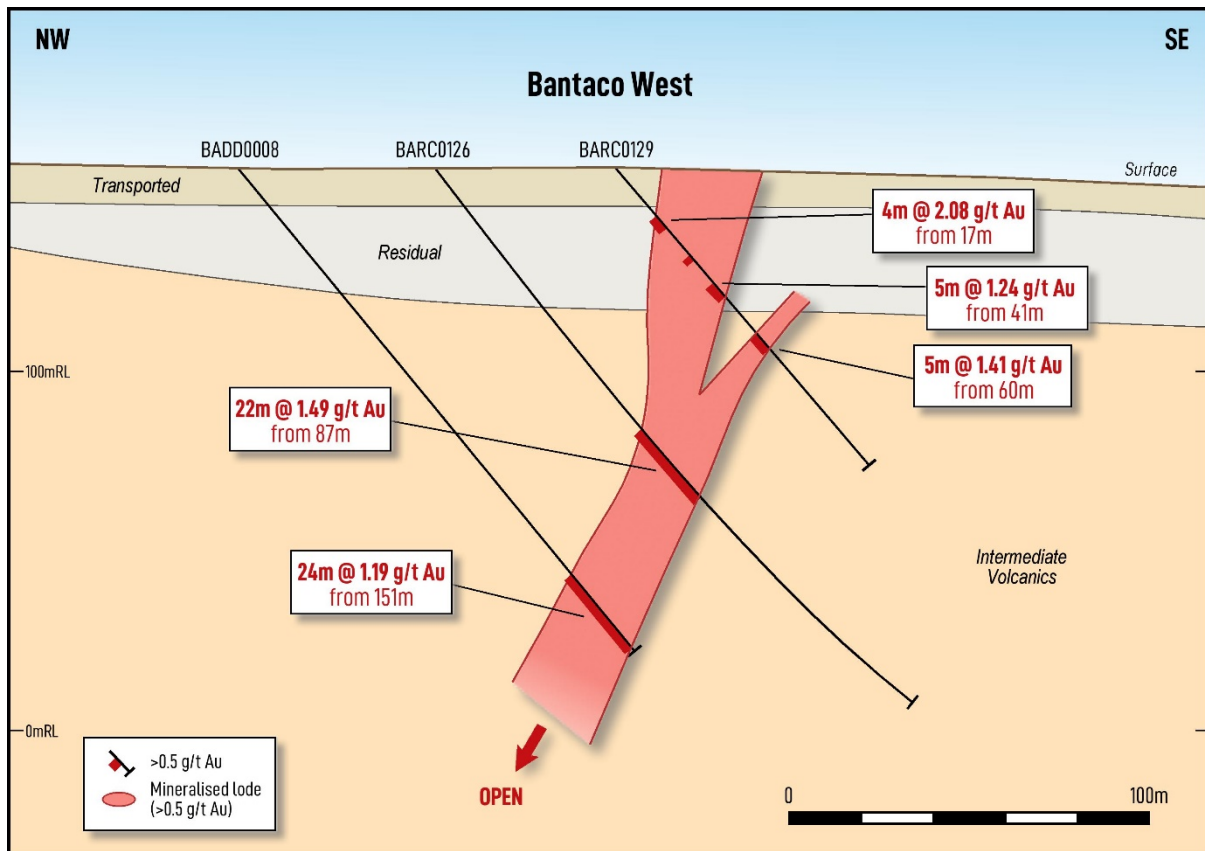 NW
SE
Bantaco West
BADD0008
BARC0126
BARC0129
Surface
Transported
4m @ 2.08 g/t Au
from 17m
Residual
5m @ 1.24 g/t Au
from 41m
5m @ 1.41 g/t Au
from 60m
100mRL
22m @ 1.49 g/t Au
from 87m
Intermediate
Volcanics
24m @ 1.19 g/t Au
from 151m
0mRL
>0.5 g/t Au
Mineralised lode
(>0.5 g/t Au)
OPEN
0
100m